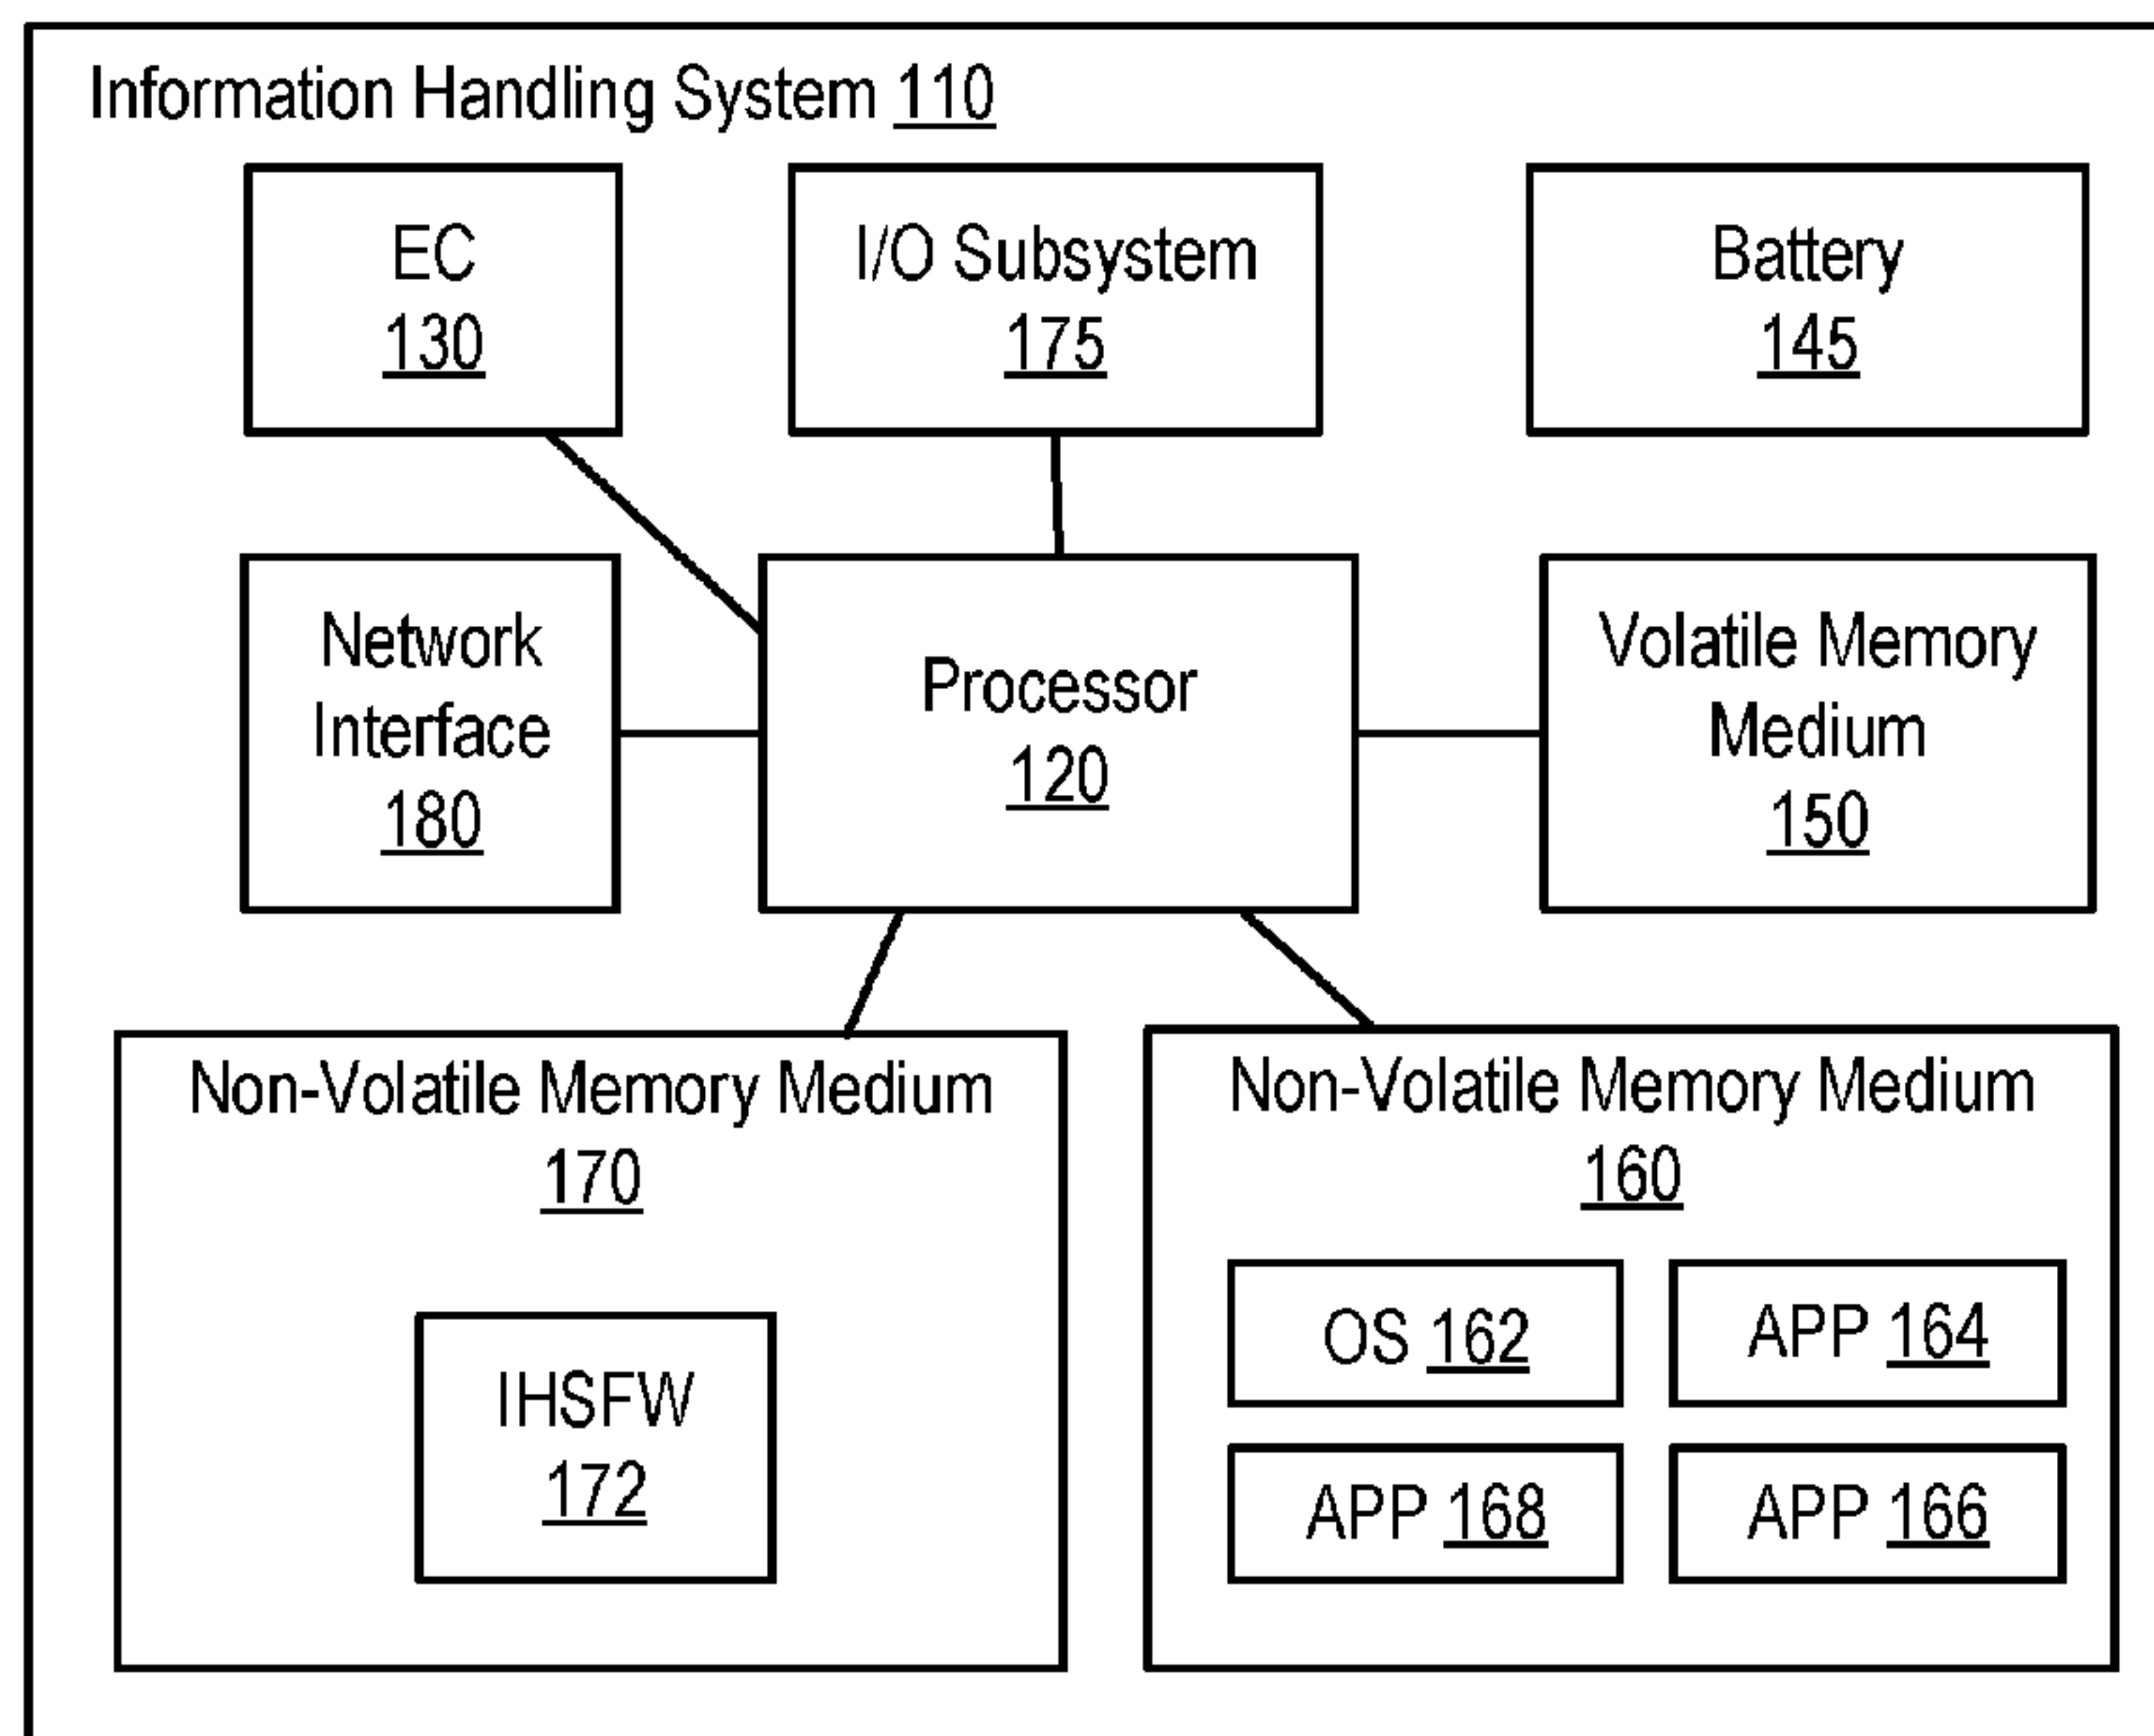 Information Handling System 110
EC
130
I/O Subsystem
175
Battery
145
Network
Interface
180
Processor
120
Volatile Memory
Medium
150
Non-Volatile Memory Medium
170
IHSFW
172
Non-Volatile Memory Medium
160
OS 162
APP 164
APP 168
APP 166